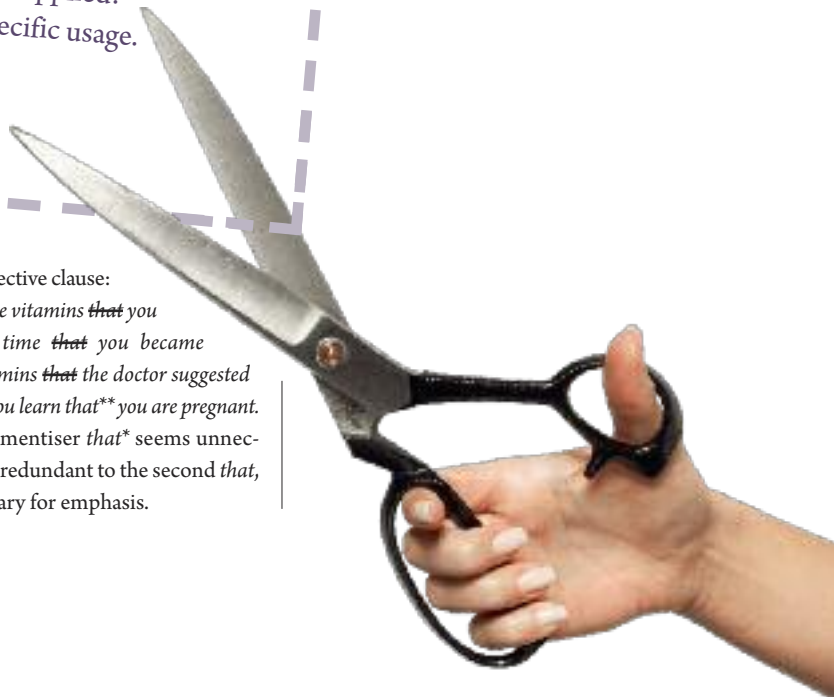 ecific usage.
ective clause:
e vitamins that you
time that you became
mins that the doctor suggested
ou learn that** you are pregnant.
mentiser that* seems unnec-
redundant to the second that,
ary for emphasis.